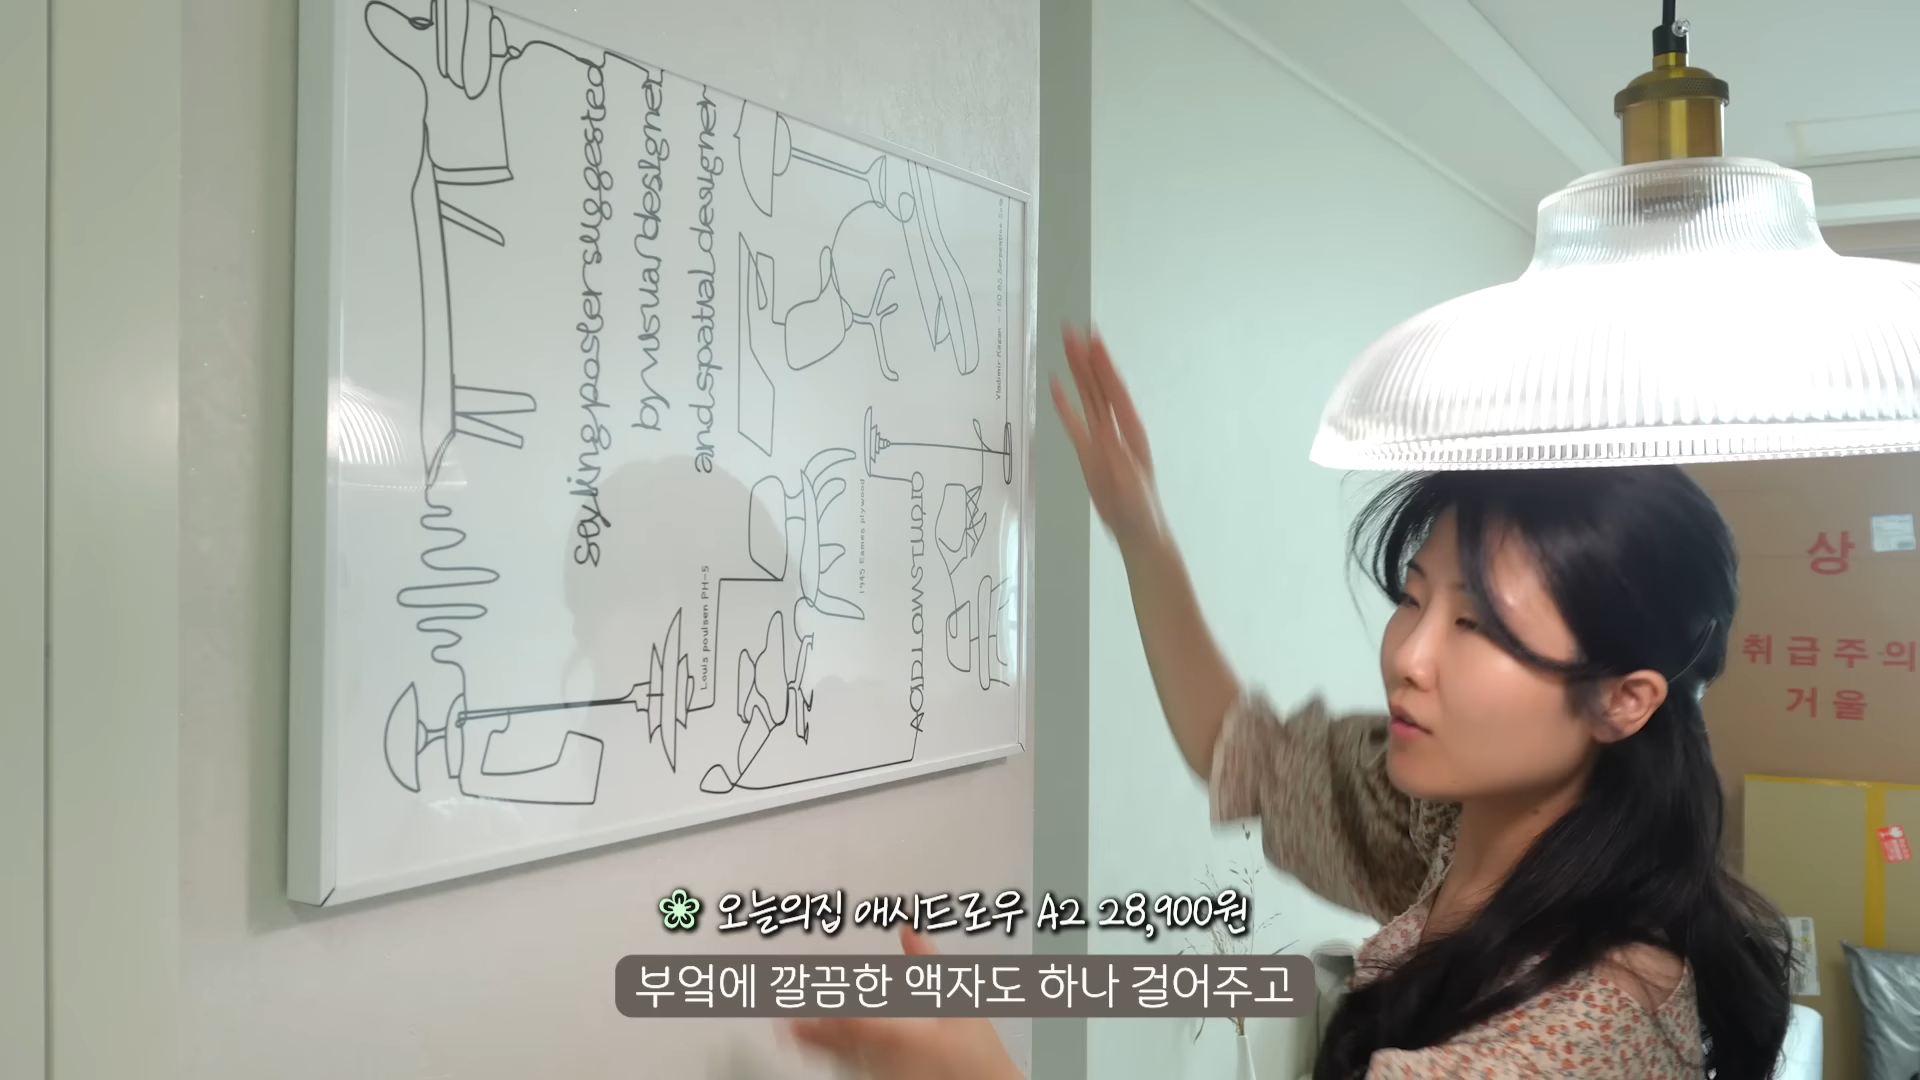 saying poster suggested
by visual designer
and spatial designer
Louis poulsen PH-5
1945 Eames plywood
ACIDLOWSTUDIO
상
취급주의
거울
오늘의집 애시드로우 A2 28,900원
부엌에 깔끔한 액자도 하나 걸어주고